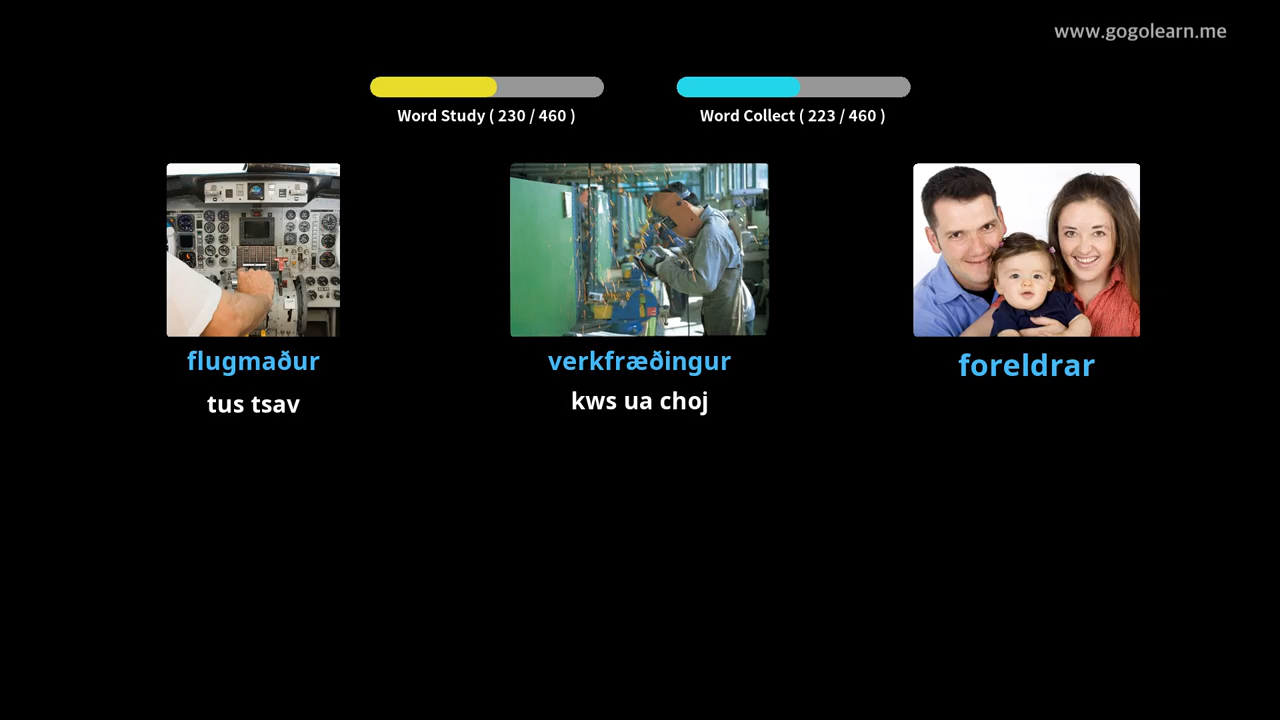 www.gogolearn.me
Word Study ( 230 / 460 )
Word Collect ( 223 / 460 )
flugmaður
tus tsav
verkfræðingur
kws ua choj
foreldrar